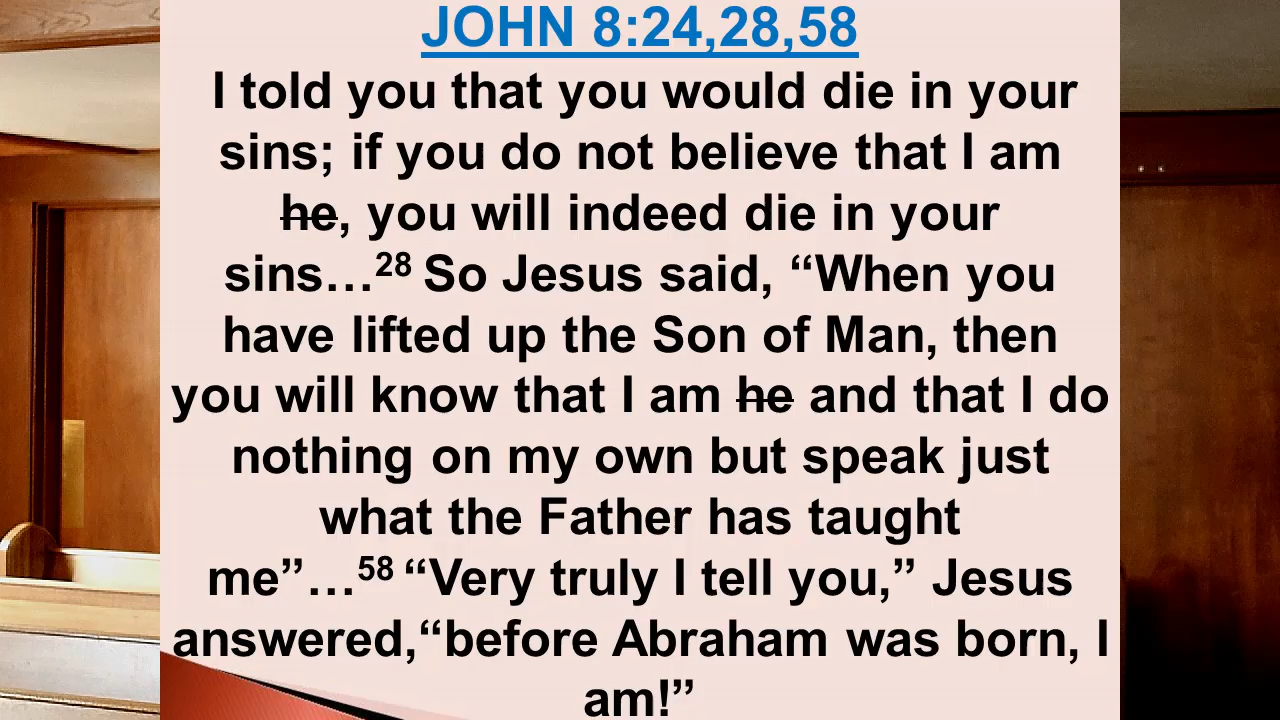 JOHN 8:24,28,58
I told you that you would die in your
sins; if you do not believe that I am
he, you will indeed die in your
sins…28 So Jesus said, “When you
have lifted up the Son of Man, then
you will know that I am he and that I do
nothing on my own but speak just
what the Father has taught
me”…58 “Very truly I tell you,” Jesus
answered,“before Abraham was born, I
am!”